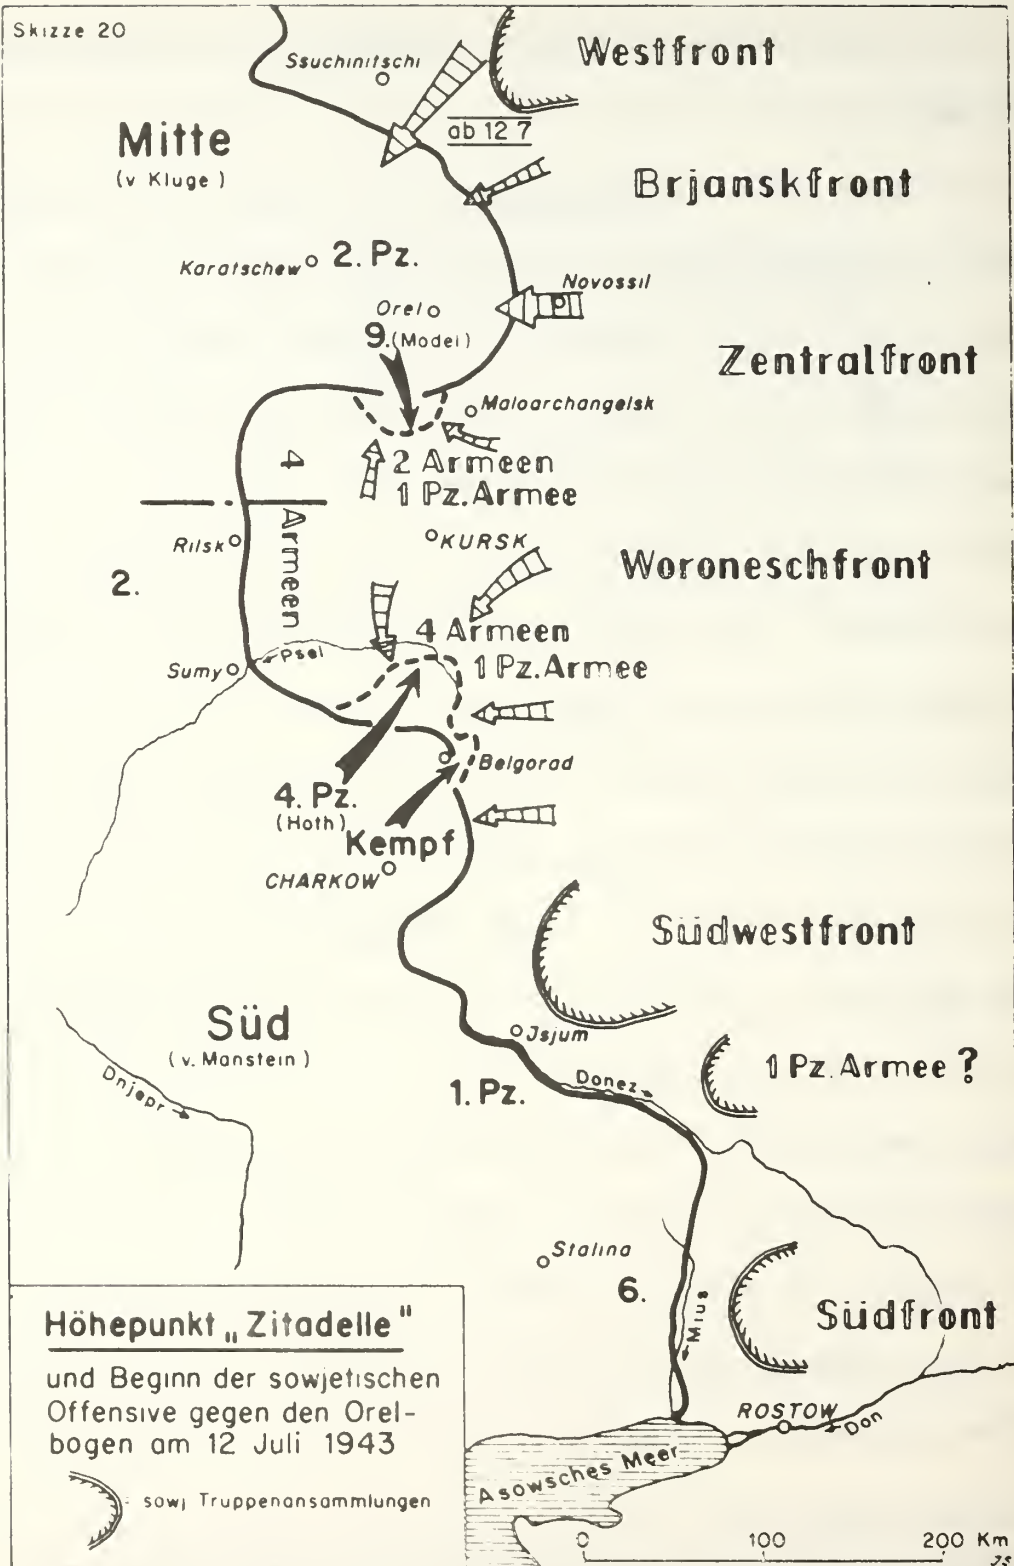 Skizze 20
Ssuchinitschi
Westfront
ab 12 7
Mitte
(v Kluge)
Brjanskfront
Karatschew
2. Pz.
Novossil
Orel
9. (Model)
Zentralfront
Maloarchangelsk
2 Armeen
1 Pz. Armee
4 Armeen
Rilsk
KURSK
Woroneschfront
2.
4 Armeen
1 Pz. Armee
Psel
Sumy
Belgorad
4. Pz.
(Hoth)
Kempf
CHARKOW
Südwestfront
Süd
(v. Manstein)
Isjum
1 Pz. Armee ?
Dnjepr
1. Pz.
Donez
Stalina
6.
Mius
Südfront
Höhepunkt „Zitadelle"
und Beginn der sowjetischen
Offensive gegen den Orel-
bogen am 12 Juli 1943
sowj Truppenansammlungen
ROSTOW
Don
Asowsches Meer
0 100 200 Km
JS